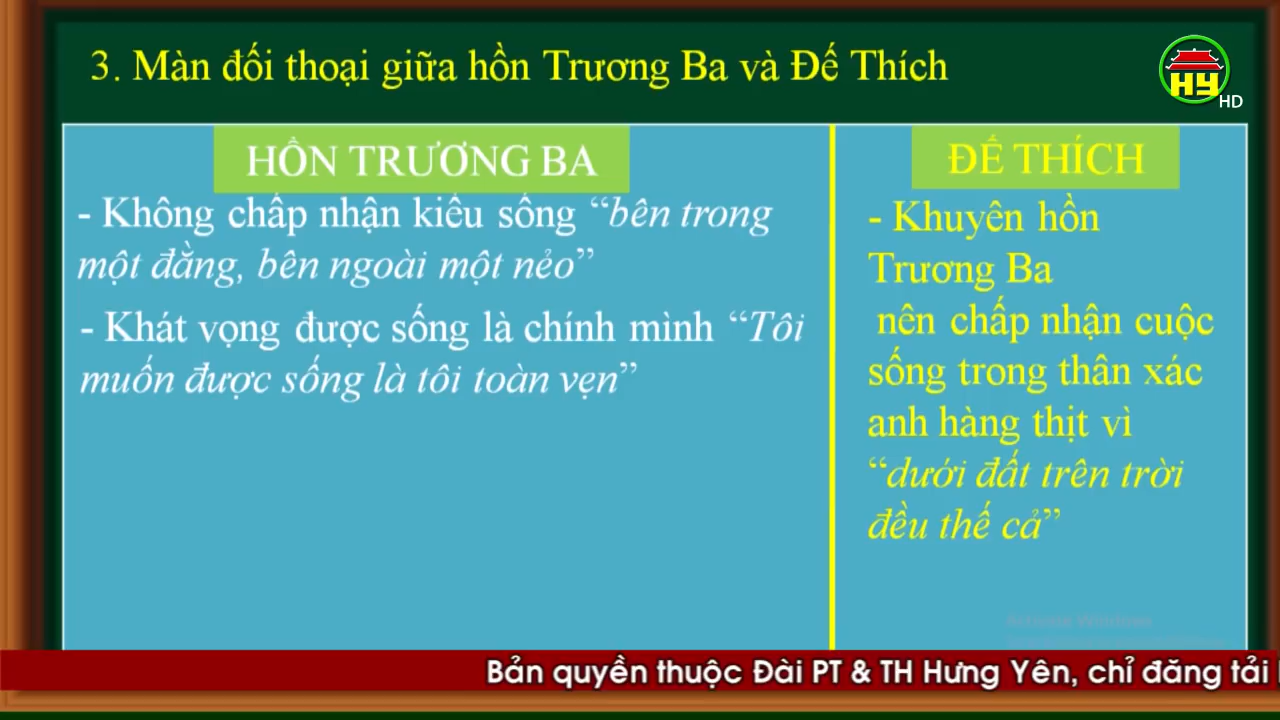 3. Màn đối thoại giữa hồn Trương Ba và Đế Thích
HY
HD
HỒN TRƯƠNG BA
- Không chấp nhận kiểu sống “bên trong
một đằng, bên ngoài một nẻo”
- Khát vọng được sống là chính mình “Tôi
muốn được sống là tôi toàn vẹn”
ĐẾ THÍCH
- Khuyên hồn
Trương Ba
nên chấp nhận cuộc
sống trong thân xác
anh hàng thịt vì
“dưới đất trên trời
đều thế cả”
Activate Windows
Bản quyền thuộc Đài PT & TH Hưng Yên, chỉ đăng tải